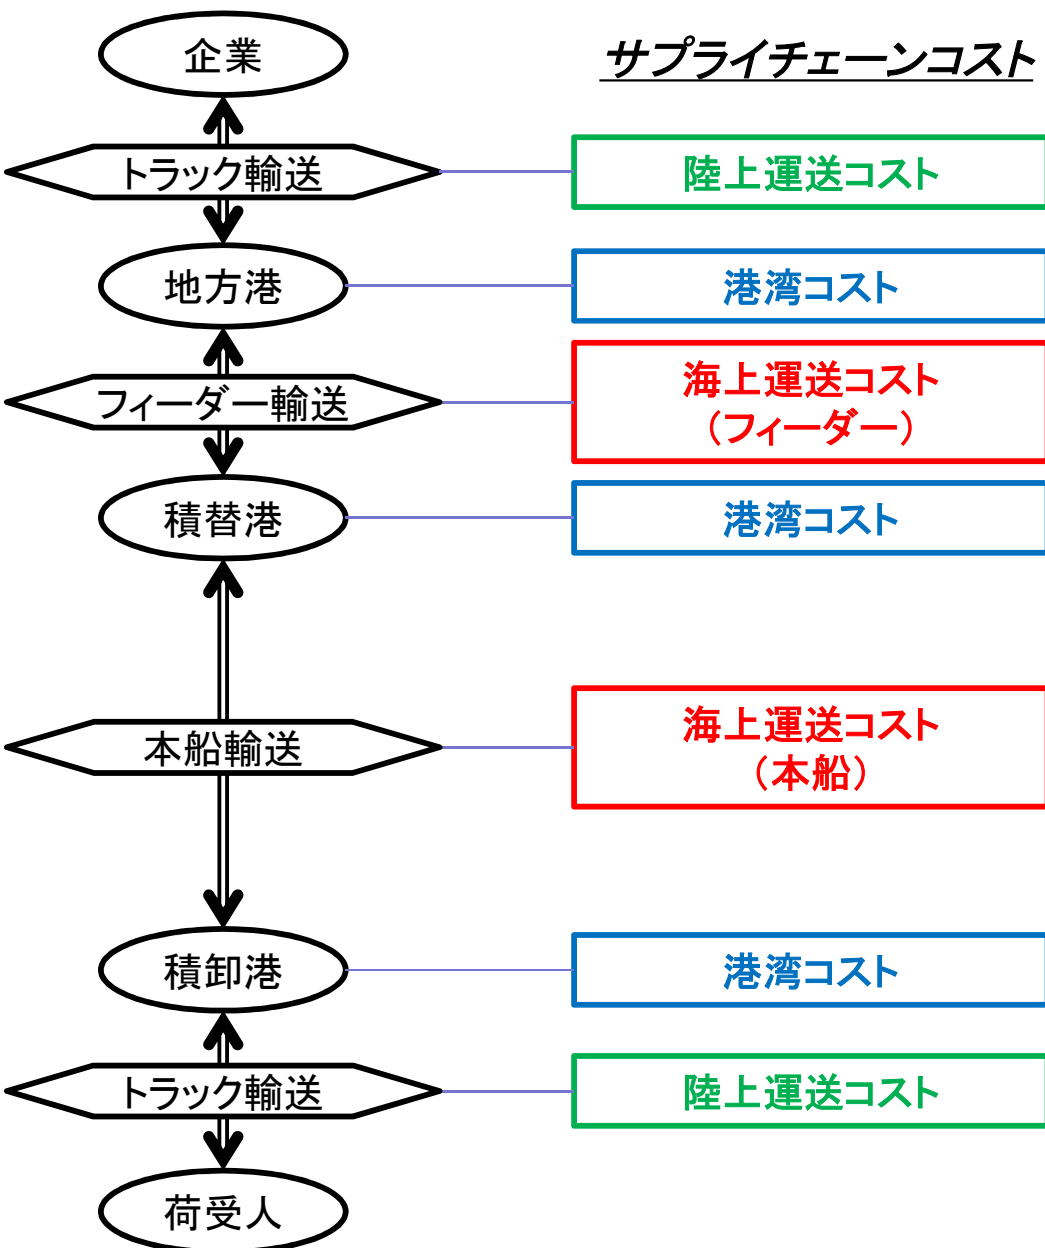 企業
サプライチェーンコスト
トラック輸送
陸上運送コスト
地方港
港湾コスト
フィーダー輸送
海上運送コスト
（フィーダー）
積替港
港湾コスト
本船輸送
海上運送コスト
（本船）
積卸港
港湾コスト
トラック輸送
陸上運送コスト
荷受人